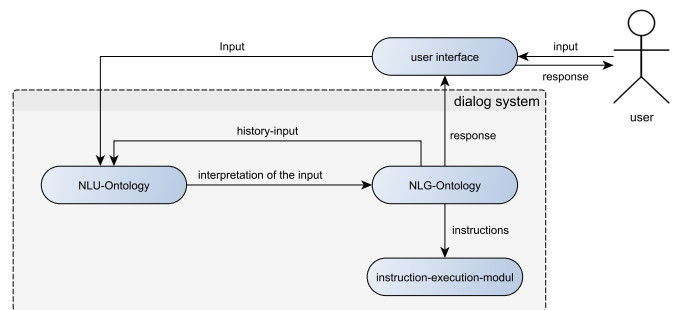 Input
user interface
input
response
user
dialog system
history-input
response
NLU-Ontology
interpretation of the input
NLG-Ontology
instructions
instruction-execution-modul